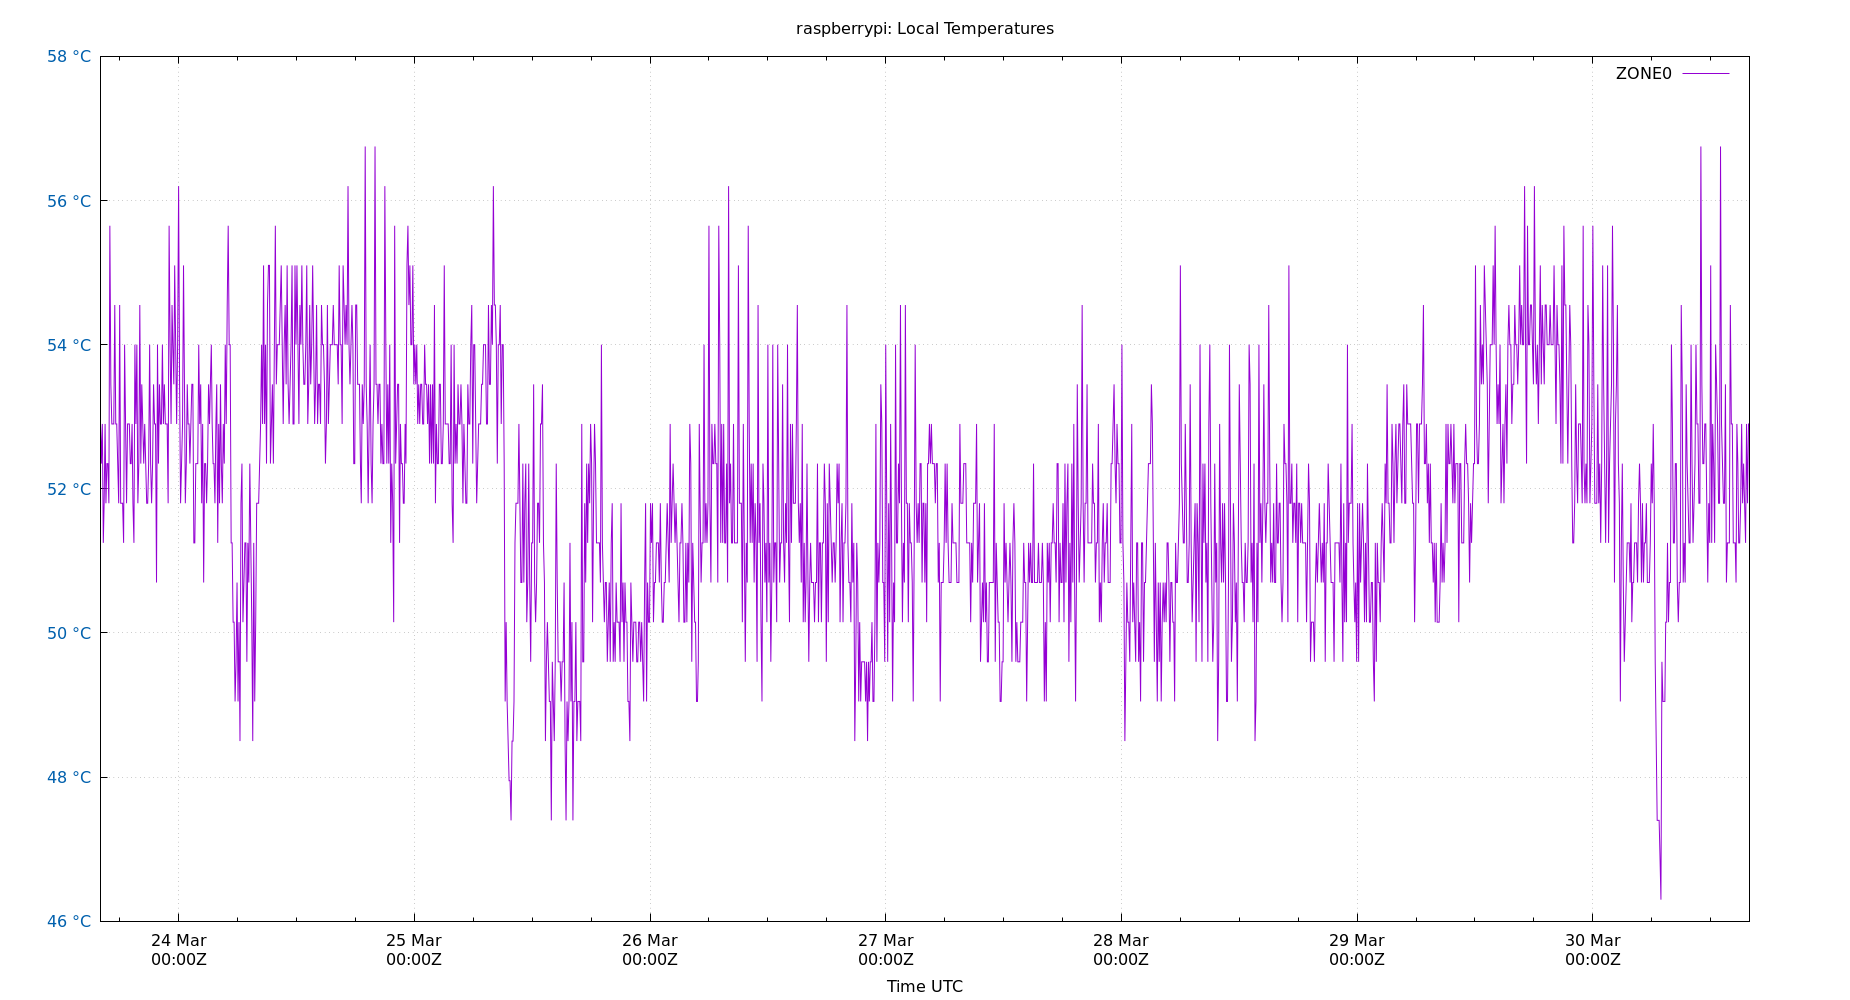 raspberrypi: Local Temperatures
ZONE0
58 °C
56 °C
54 °C
52 °C
50 °C
48 °C
46 °C
24 Mar 25 Mar 26 Mar 27 Mar 28 Mar 29 Mar 30 Mar
00:00Z 00:00Z 00:00Z 00:00Z 00:00Z 00:00Z 00:00Z
Time UTC